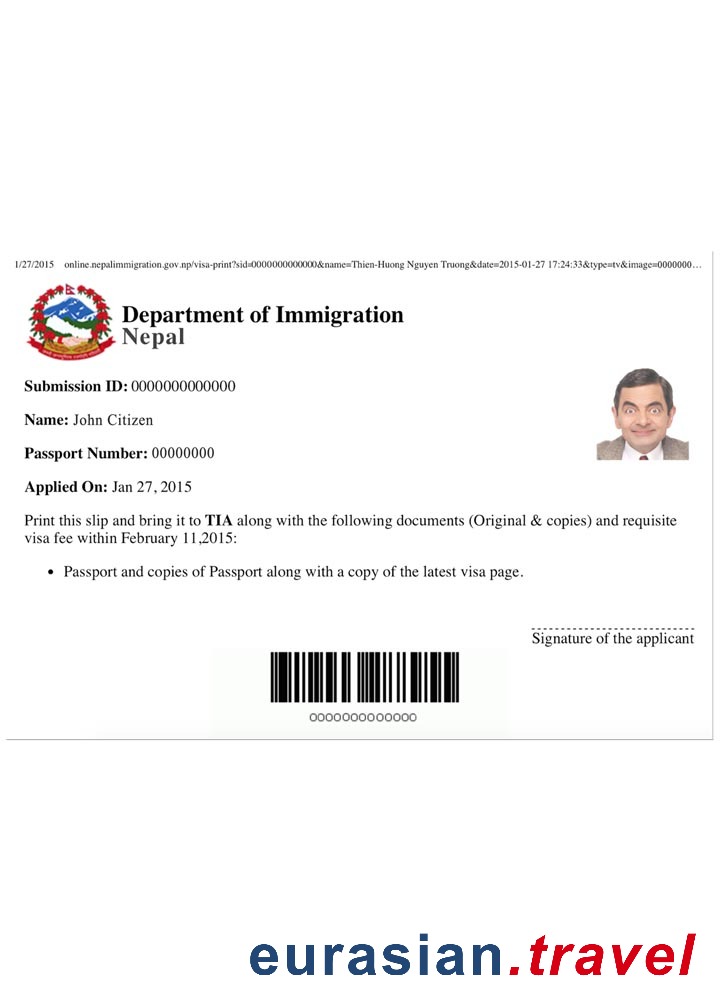 1/27/2015 online.nepalimmigration.gov.np/visa-print?sid=0000000000000&name=Thien-Huong Nguyen Truong&date=2015-01-27 17:24:33&type=tv&image=0000000…
Department of Immigration
Nepal
Submission ID: 0000000000000
Name: John Citizen
Passport Number: 00000000
Applied On: Jan 27, 2015
Print this slip and bring it to TIA along with the following documents (Original & copies) and requisite
visa fee within February 11,2015:
• Passport and copies of Passport along with a copy of the latest visa page.
Signature of the applicant
0000000000000
eurasian.travel